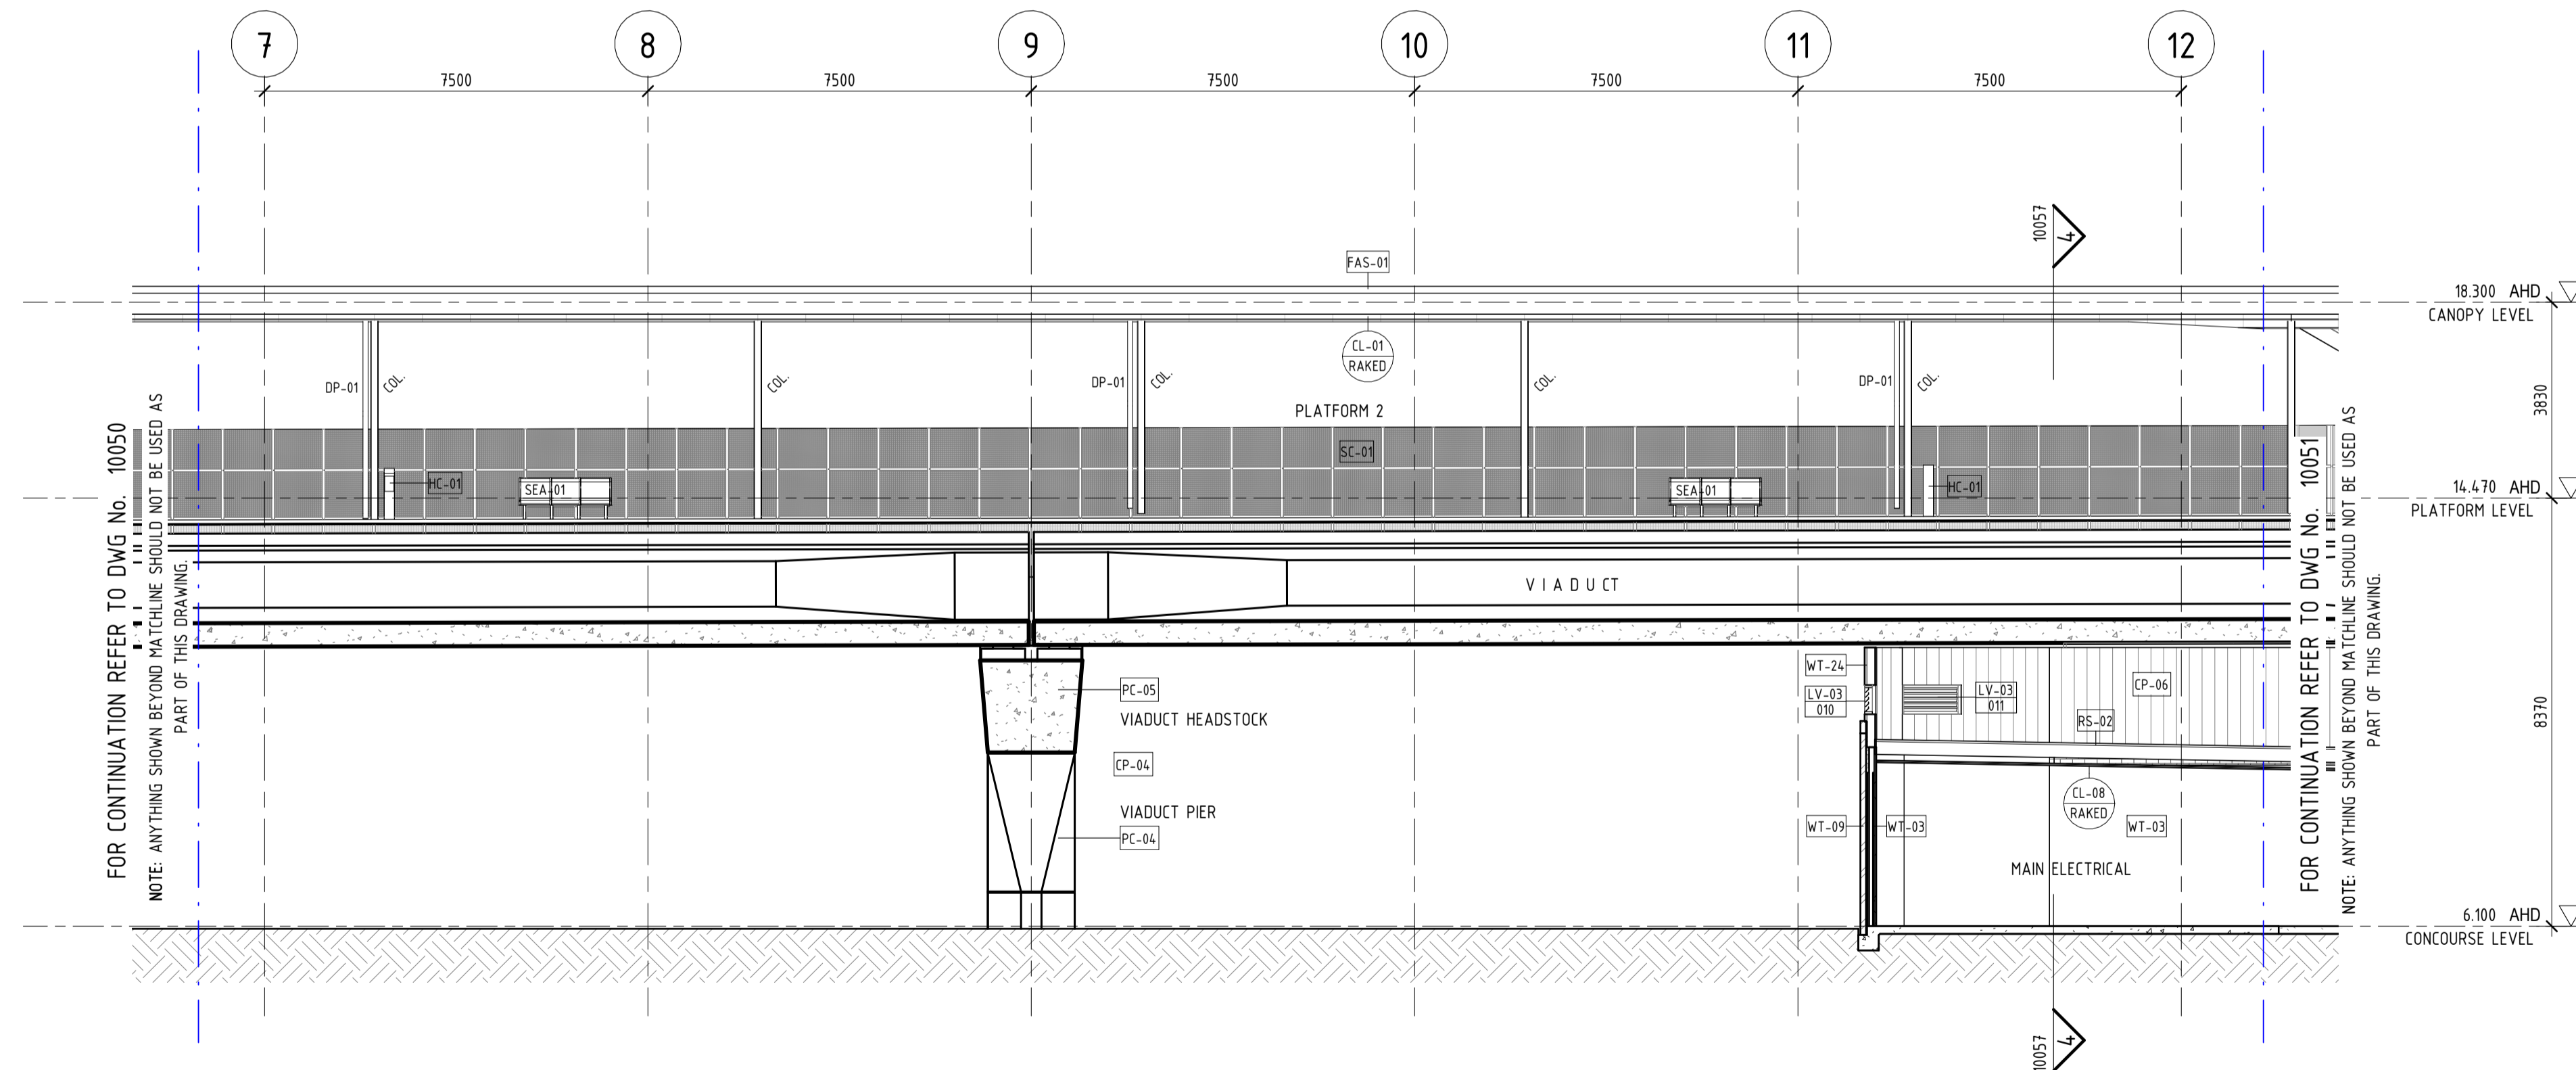 7 8 9 10 11 12
7500 7500 7500 7500 7500
10057
4
FAS-01
18.300 AHD
CANOPY LEVEL
CL-01
RAKED
DP-01 COL. COL. DP-01 COL. COL. DP-01 COL.
3830
PLATFORM 2
SC-01
HC-01 SEA-01 SEA-01 HC-01
14.470 AHD
PLATFORM LEVEL
FOR CONTINUATION REFER TO DWG No. 10050
NOTE: ANYTHING SHOWN BEYOND MATCHLINE SHOULD NOT BE USED AS
PART OF THIS DRAWING.
VIADUCT
FOR CONTINUATION REFER TO DWG No. 10051
NOTE: ANYTHING SHOWN BEYOND MATCHLINE SHOULD NOT BE USED AS
PART OF THIS DRAWING.
PC-05
VIADUCT HEADSTOCK
CP-04
VIADUCT PIER
PC-04
WT-24
LV-03
010
LV-03
011
CP-06
RS-02
8370
CL-08
RAKED
WT-09 WT-03 WT-03
MAIN ELECTRICAL
6.100 AHD
CONCOURSE LEVEL
10057
4